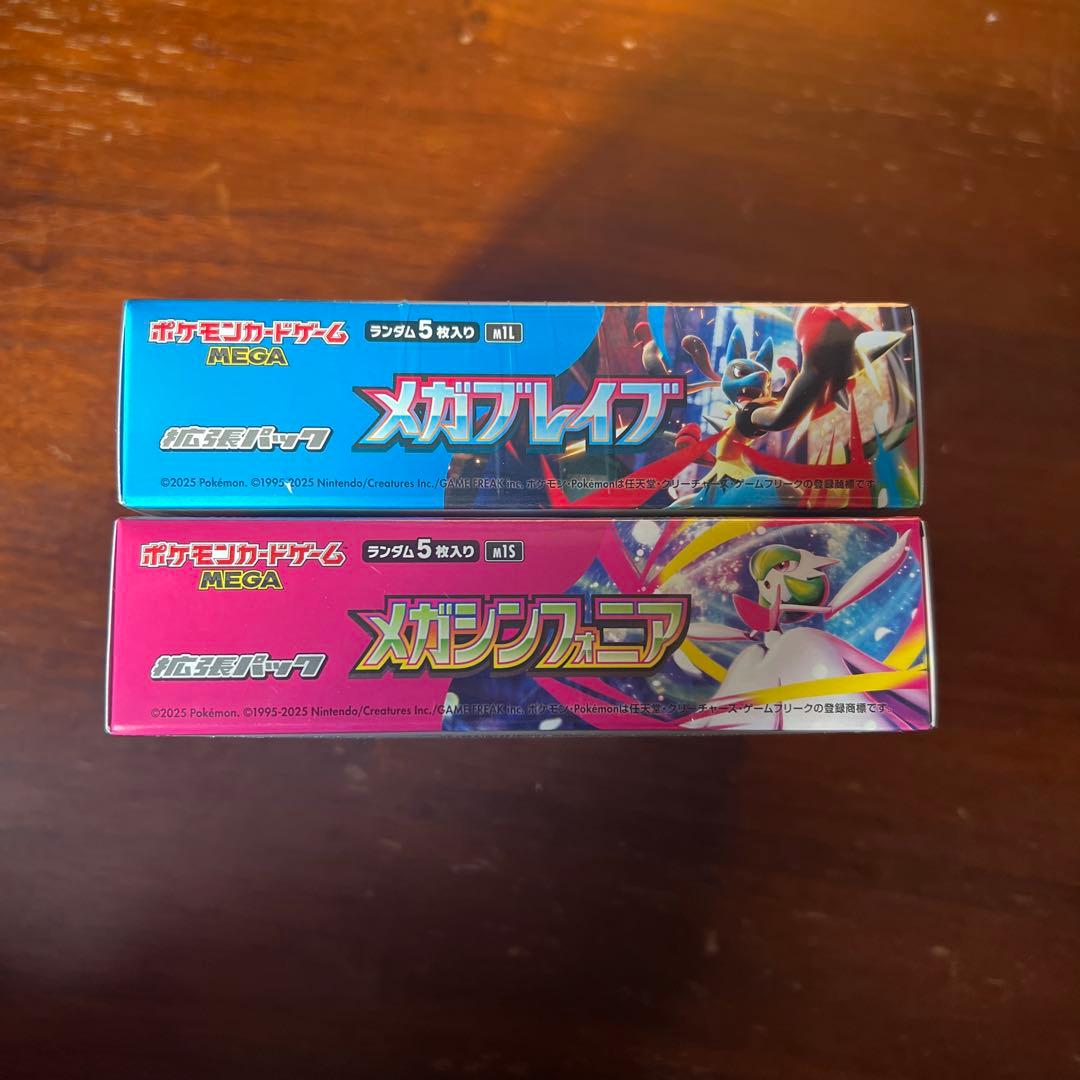 ポケモンカードゲーム
MEGA
ランダム5枚入り M1L
メガブレイブ
拡張パック
©2025 Pokémon. ©1995-2025 Nintendo/Creatures Inc./GAME FREAK inc. ポケモン・Pokémonは任天堂・クリーチャーズ・ゲームフリークの登録商標です。
ポケモンカードゲーム
MEGA
ランダム5枚入り M1S
メガシンフォニア
拡張パック
©2025 Pokémon. ©1995-2025 Nintendo/Creatures Inc./GAME FREAK inc. ポケモン・Pokémonは任天堂・クリーチャーズ・ゲームフリークの登録商標です。